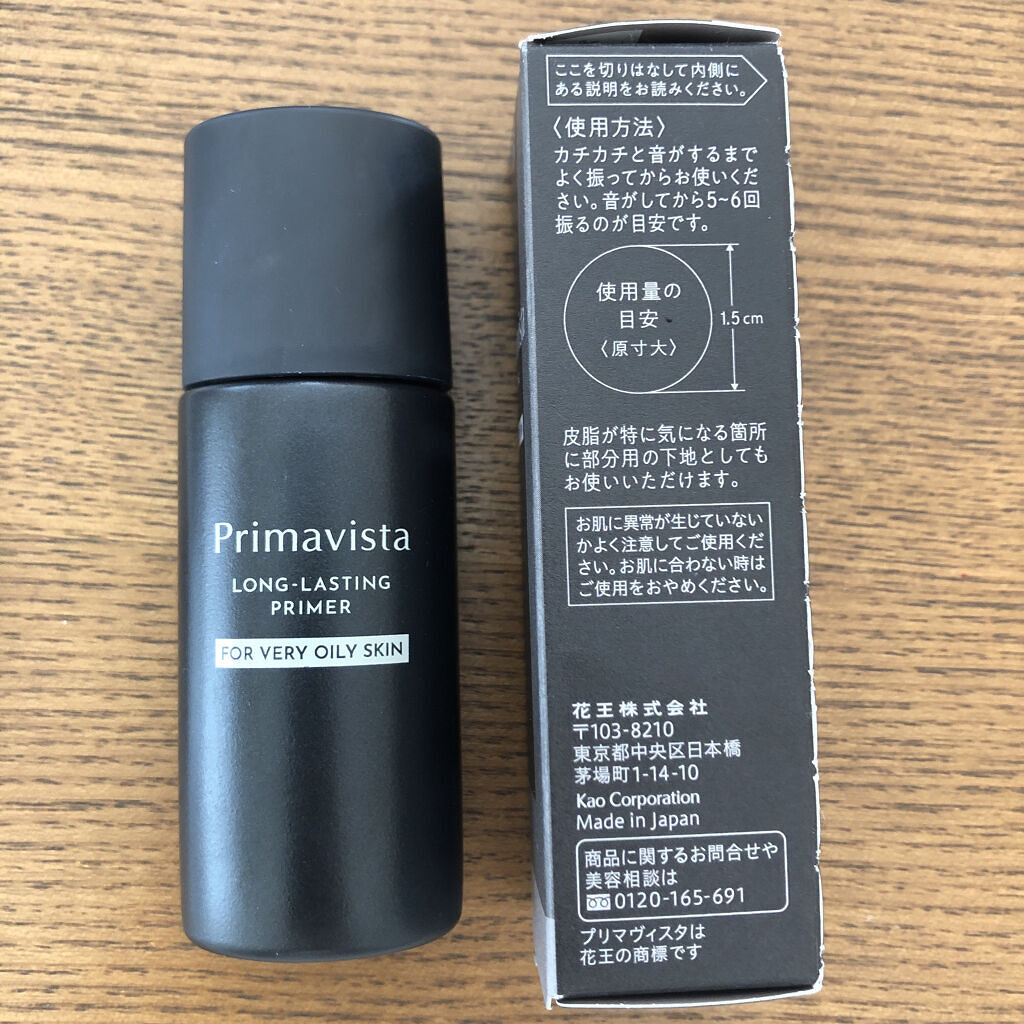 Primavista
LONG-LASTING
PRIMER
FOR VERY OILY SKIN
ここを切りはなして内側に
ある説明をお読みください。
〈使用方法〉
カチカチと音がするまで
よく振ってからお使いくだ
さい。音がしてから5~6回
振るのが目安です。
使用量の
目安
〈原寸大〉
1.5cm
皮脂が特に気になる箇所
に部分用の下地としても
お使いいただけます。
お肌に異常が生じていない
かよく注意してご使用くだ
さい。お肌に合わない時は
ご使用をおやめください。
花王株式会社
〒103-8210
東京都中央区日本橋
茅場町1-14-10
Kao Corporation
Made in Japan
商品に関するお問合せや
美容相談は
0120-165-691
プリマヴィスタは
花王の商標です